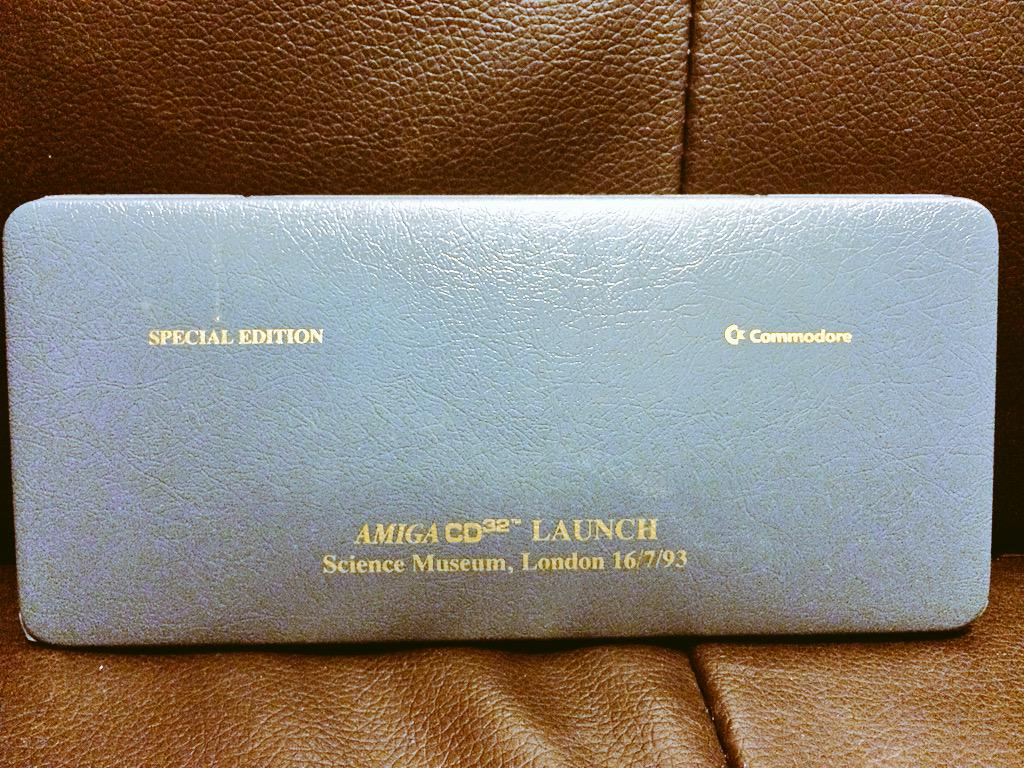 SPECIAL EDITION
Commodore
AMIGA CD³²™ LAUNCH
Science Museum, London 16/7/93